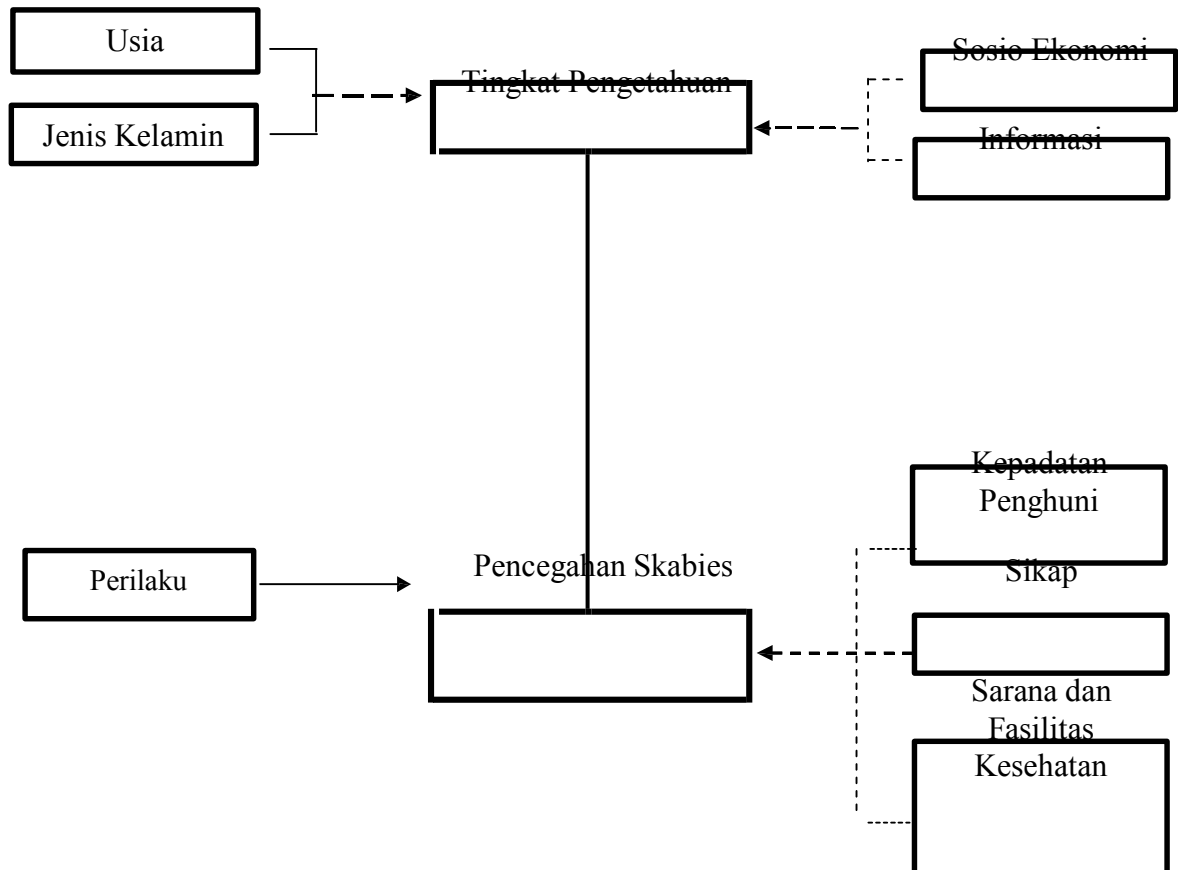 Usia
Jenis Kelamin
Tingkat Pengetahuan
Sosio Ekonomi
Informasi
Perilaku
Pencegahan Skabies
Kepadatan
Penghuni
Sikap
Sarana dan
Fasilitas
Kesehatan